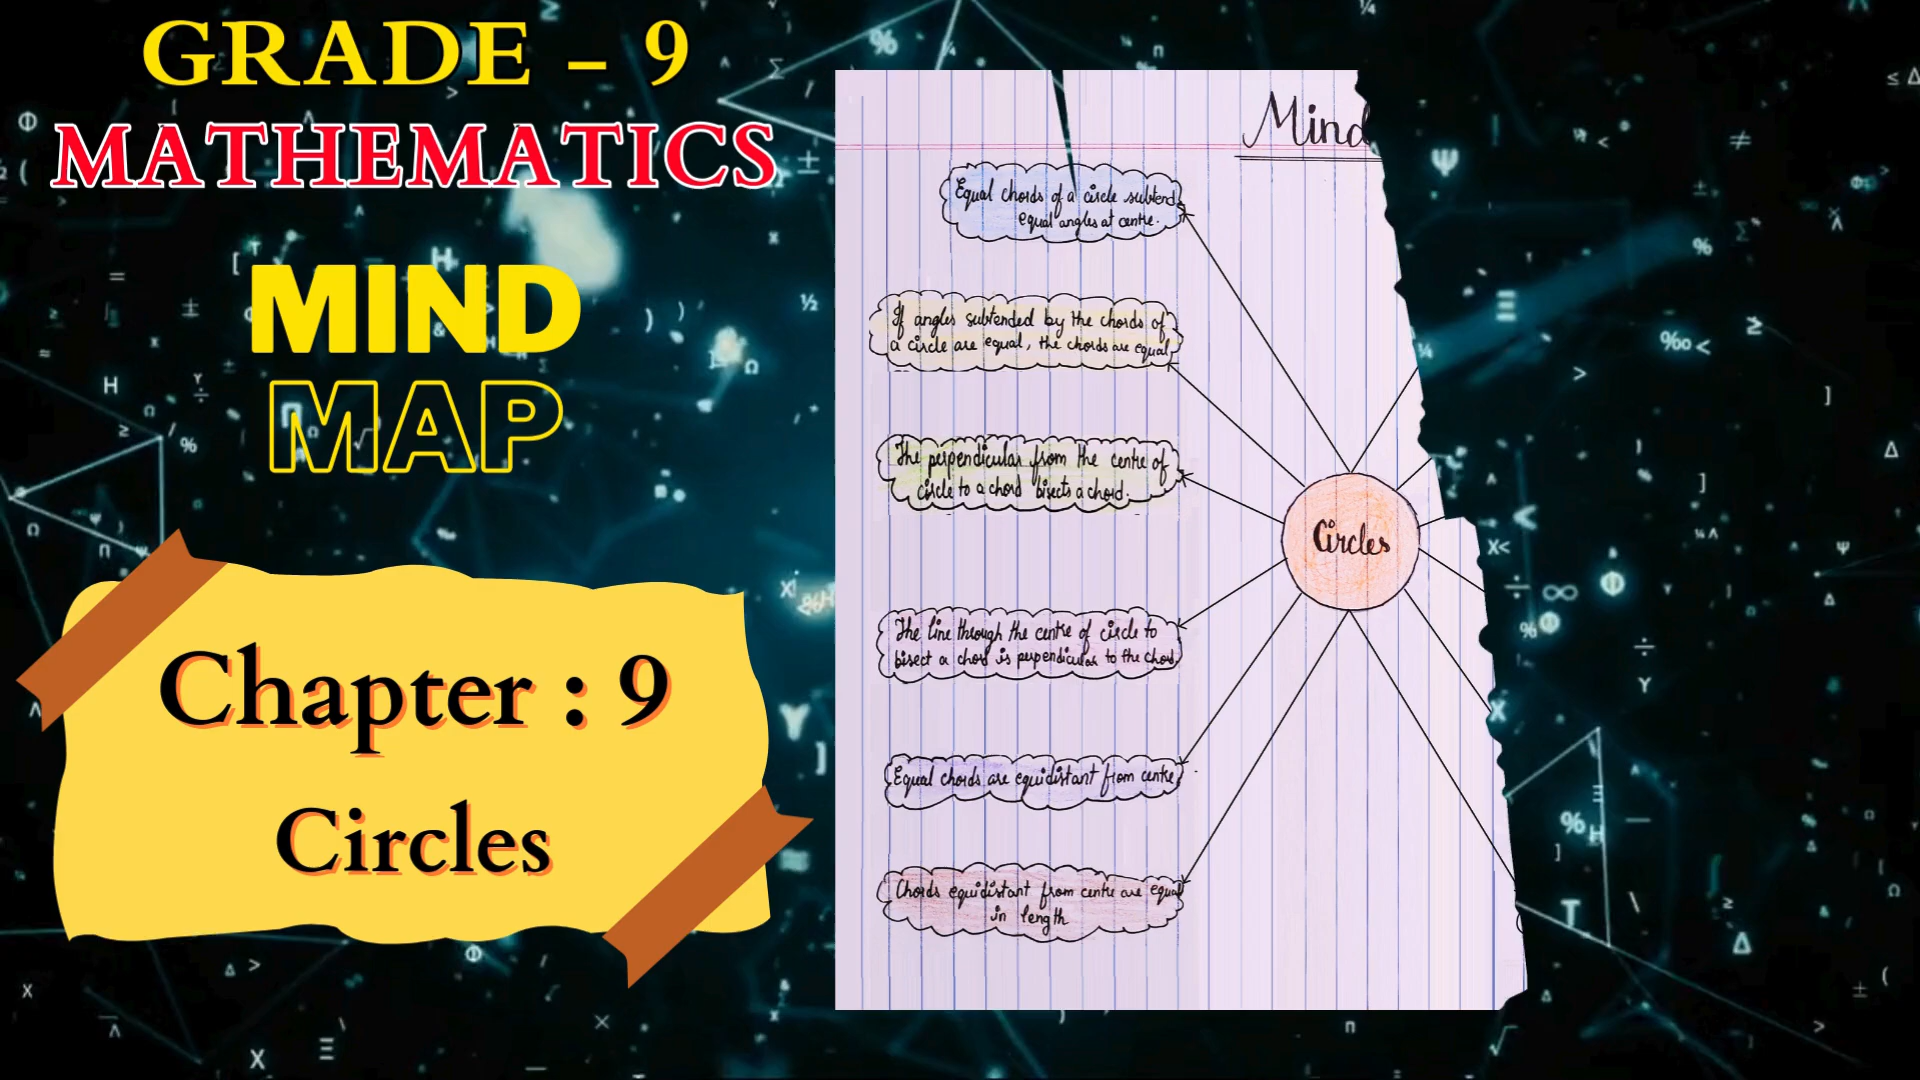 GRADE – 9
MATHEMATICS
MIND
MAP
Chapter : 9
Circles
Mind
Equal chords of a circle subtend
equal angles at centre.
If angles subtended by the chords of
a circle are equal, the chords are equal
The perpendicular from the centre of
circle to a chord bisects a chord.
The line through the centre of circle to
bisect a chord is perpendicular to the chord
Equal chords are equidistant from centre
Chords equidistant from centre are equal
in length
Circles